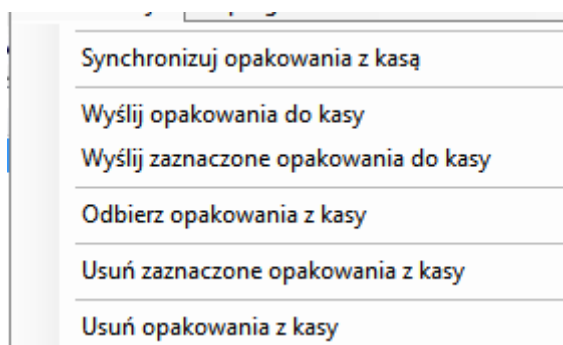 Synchronizuj opakowania z kasą
Wyślij opakowania do kasy
Wyślij zaznaczone opakowania do kasy
Odbierz opakowania z kasy
Usuń zaznaczone opakowania z kasy
Usuń opakowania z kasy